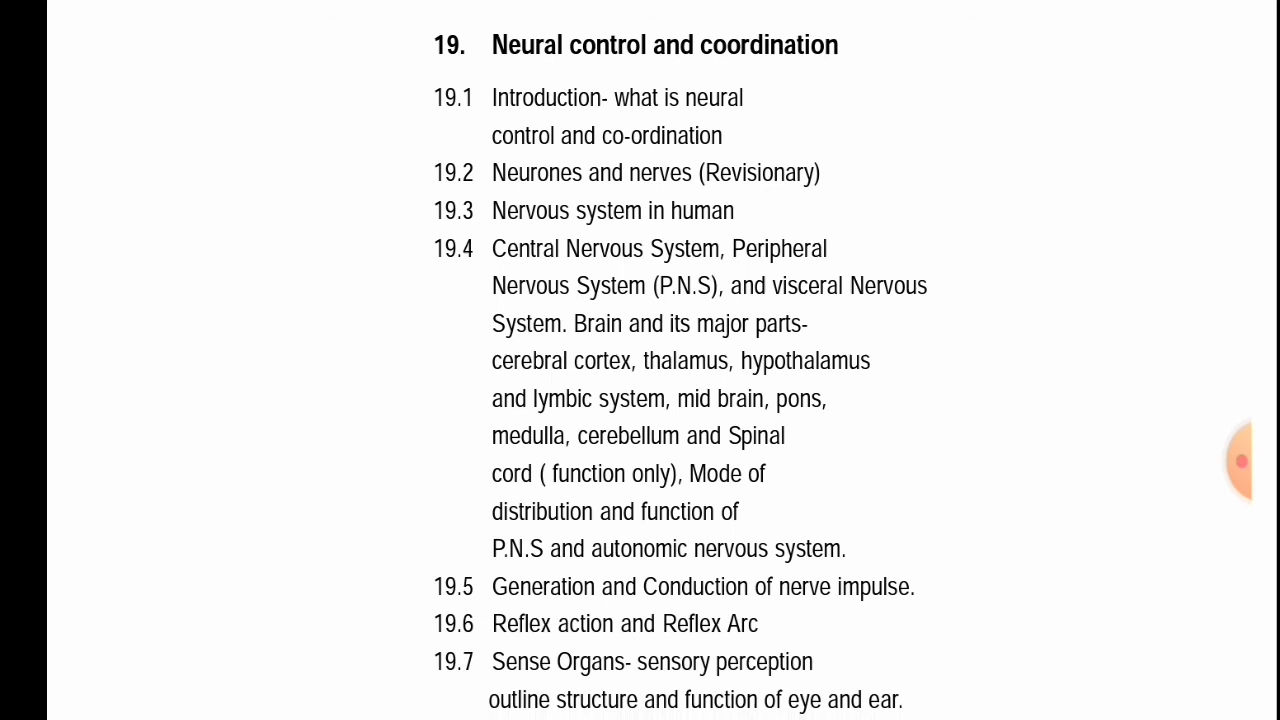 19. Neural control and coordination
19.1 Introduction- what is neural
control and co-ordination
19.2 Neurones and nerves (Revisionary)
19.3 Nervous system in human
19.4 Central Nervous System, Peripheral
Nervous System (P.N.S), and visceral Nervous
System. Brain and its major parts-
cerebral cortex, thalamus, hypothalamus
and lymbic system, mid brain, pons,
medulla, cerebellum and Spinal
cord ( function only), Mode of
distribution and function of
P.N.S and autonomic nervous system.
19.5 Generation and Conduction of nerve impulse.
19.6 Reflex action and Reflex Arc
19.7 Sense Organs- sensory perception
outline structure and function of eye and ear.